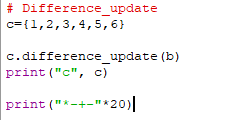 # Difference_update
c={1,2,3,4,5,6}
c.difference_update(b)
print("c", c)
print("*-+-"*20)